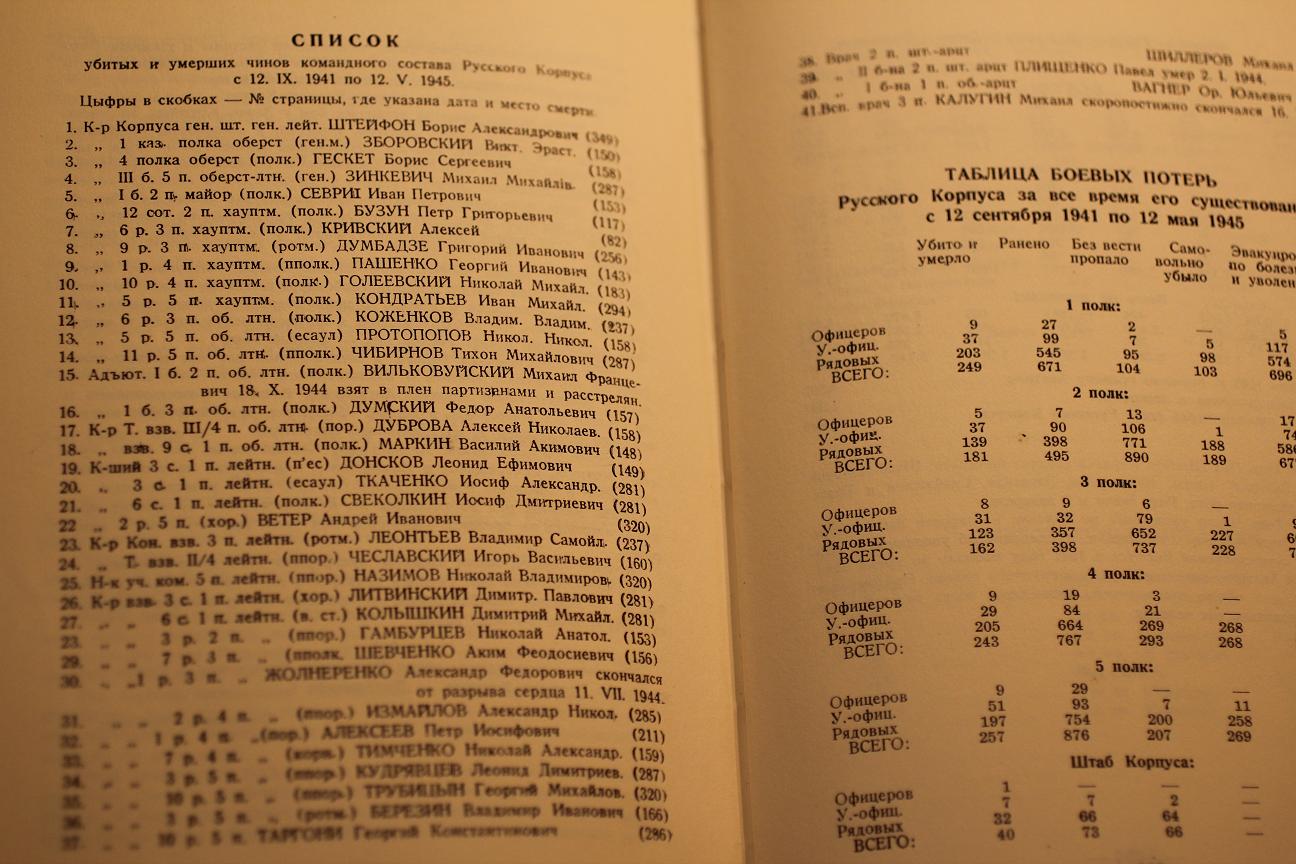 СПИСОК
убитых и умерших чинов командного состава Русского Корпуса
с 12. IX. 1941 по 12. V. 1945.
Цыфры в скобках — № страницы, где указана дата и место смерти
1. К-р Корпуса ген. шт. ген. лейт. ШТЕЙФОН Борис Александрович (349)
2. „ 1 каз. полка оберст (ген.м.) ЗБОРОВСКИЙ Викт. Эраст. (150)
3. „ 4 полка оберст (полк.) ГЕСКЕТ Борис Сергеевич (158)
4. „ III б. 5 п. оберст-лтн. (ген.) ЗИНКЕВИЧ Михаил Михайлів. (287)
5. „ I б. 2 п. майор (полк.) СЕВРИІ Иван Петрович (153)
6. „ 12 сот. 2 п. хауптм. (полк.) БУЗУН Петр Григорьевич (117)
7. „ 6 р. 3 п. хауптм. (полк.) КРИВСКИЙ Алексей (82)
8. „ 9 р. 3 п. хауптм. (ротм.) ДУМБАДЗЕ Григорий Иванович (256)
9. „ 1 р. 4 п. хауптм. (пполк.) ПАШЕНКО Георгий Иванович (143)
10. „ 10 р. 4 п. хауптм. (полк.) ГОЛЕЕВСКИЙ Николай Михайл. (183)
11. „ 5 р. 5 п. хауптм. (полк.) КОНДРАТЬЕВ Иван Михайл. (294)
12. „ 6 р. 3 п. об. лтн. (полк.) КОЖЕНКОВ Владим. Владим. (237)
13. „ 5 р. 5 п. об. лтн. (есаул) ПРОТОПОПОВ Никол. Никол. (158)
14. „ 11 р. 5 п. об. лтн. (пполк.) ЧИБИРНОВ Тихон Михайлович (287)
15. Адъют. I б. 2 п. об. лтн. (полк.) ВИЛЬКОВУЙСКИЙ Михаил Францевич 18. X. 1944 взят в плен партизанами и расстрелян.
16. „ 1 б. 3 п. об. лтн. (полк.) ДУМСКИЙ Федор Анатольевич (157)
17. К-р Т. взв. III/4 п. об. лтн. (пор.) ДУБРОВА Алексей Николаев. (158)
18. „ взв. 9 с. 1 п. об. лтн. (полк.) МАРКИН Василий Акимович (148)
19. К-ший 3 с. 1 п. лейтн. (п'ес) ДОНСКОВ Леонид Ефимович (149)
20. „ 3 с. 1 п. лейтн. (есаул) ТКАЧЕНКО Иосиф Александр. (281)
21. „ 6 с. 1 п. лейтн. (полк.) СВЕКОЛКИН Иосиф Дмитриевич (281)
22 „ 2 р. 5 п. (хор.) ВЕТЕР Андрей Иванович (320)
23. К-р Кон. взв. 3 п. лейтн. (ротм.) ЛЕОНТЬЕВ Владимир Самойл. (237)
24. „ Т. взв. II/4 лейтн. (ппор.) ЧЕСЛАВСКИЙ Игорь Васильевич (160)
25. Н-к уч. ком. 5 п. лейтн. (ппор.) НАЗИМОВ Николай Владимиров. (320)
26. К-р взв. 3 с. 1 п. лейтн. (хор.) ЛИТВИНСКИЙ Димитр. Павлович (281)
27. „ „ 6 с. 1 п. лейтн. (в. ст.) КОЛЫШКИН Димитрий Михайл. (281)
23. „ „ 3 р. 2 п. „ (ппор.) ГАМБУРЦЕВ Николай Анатол. (153)
29. „ „ 7 р. 3 п. „ (пполк. ШЕВЧЕНКО Аким Феодосиевич (156)
30. „ „1 р. 3 п. „ ЖОЛНЕРЕНКО Александр Федорович скончался
от разрыва сердца 11. VII. 1944.
31. „ „ 2 р. 4 п. „ (ппор.) ИЗМАЙЛОВ Александр Никол. (285)
32. „ „ 1 р. 4 п. „ (пор.) АЛЕКСЕЕВ Петр Иосифович (211)
33. „ „ 7 р. 4 п. „ (корн.) ТИМЧЕНКО Николай Александр. (159)
34. „ „ 3 р. 5 п. „ (ппор.) КУДРЯВЦЕВ Леонид Димитриев. (287)
35. „ „ 10 р. 5 п. „ (ппор.) ТРУБИЦЫН Георгий Михайлов. (320)
36. „ „ 3 р. 5 п. „ (ротм.) БЕРЕЗИН Владимир Иванович (166)
37. „ „ 10 р. 5 п. ТАРГОНИ Георгий Константинович (286)
38. Врач 2 п. шт.-арцт ШИЛЛЕРОВ Михаил
39. „ II б-на 2 п. шт. арцт ПЛИЩЕНКО Павел умер 2. I. 1944.
40. „ I б-на 1 п. об.-арцт ВАГНЕР Ор. Юльевич
41.Всп. врач 3 п. КАЛУГИН Михаил скоропостижно скончался 16.
ТАБЛИЦА БОЕВЫХ ПОТЕРЬ
Русского Корпуса за все время его существован
с 12 сентября 1941 по 12 мая 1945
Убито и умерло Ранено Без вести пропало Само-вольно убыло Эвакуиро по болез и уволен
1 полк:
Офицеров 9 27 2 — 5
У.-офиц. 37 99 7 5 117
Рядовых 203 545 95 98 574
ВСЕГО: 249 671 104 103 696
2 полк:
Офицеров 5 7 13 — 17
У.-офиц. 37 90 106 1 74
Рядовых 139 398 771 188 586
ВСЕГО: 181 495 890 189 67
3 полк:
Офицеров 8 9 6
У.-офиц. 31 32 79 1 9
Рядовых 123 357 652 227 6
ВСЕГО: 162 398 737 228 7
4 полк:
Офицеров 9 19 3 —
У.-офиц. 29 84 21 —
Рядовых 205 664 269 268
ВСЕГО: 243 767 293 268
5 полк:
Офицеров 9 29 — —
У.-офиц. 51 93 7 11
Рядовых 197 754 200 258
ВСЕГО: 257 876 207 269
Штаб Корпуса:
Офицеров 1 — — —
У.-офиц. 7 7 2 —
Рядовых 32 66 64 —
ВСЕГО: 40 73 66 —